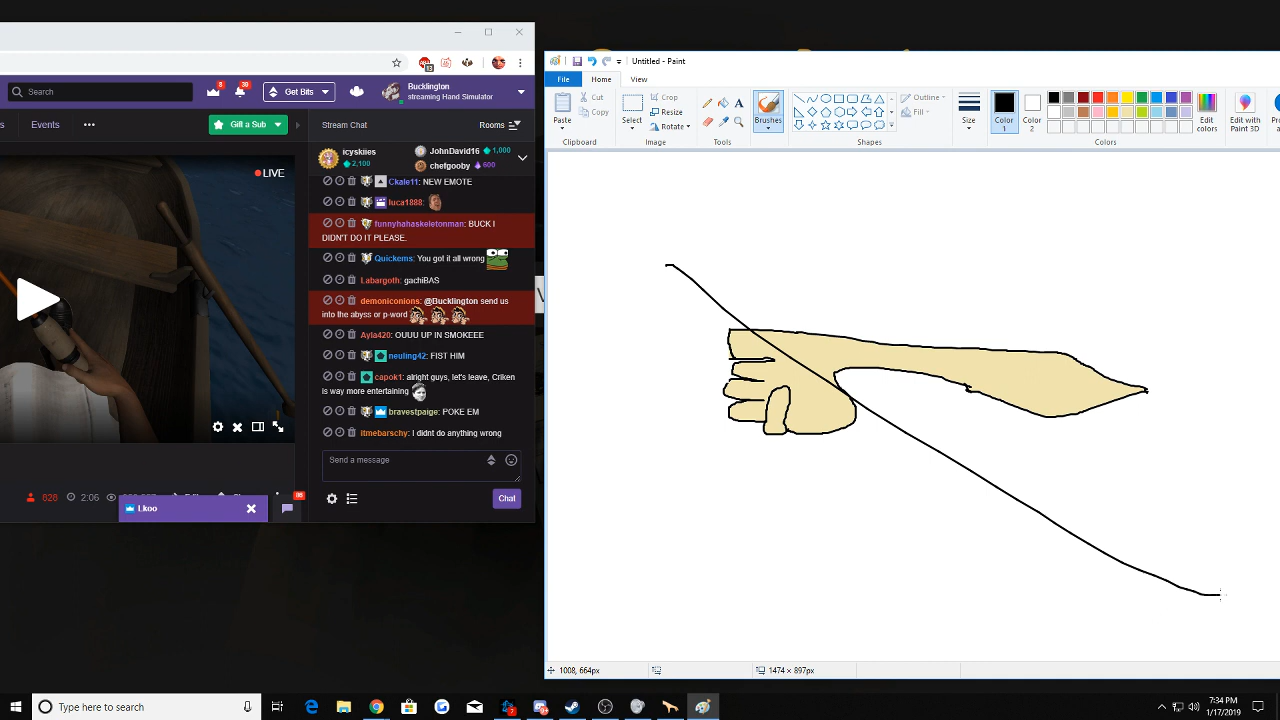 Untitled - Paint
File
Home
View
Search
8
30
Get Bits
Bucklington
streaming Hand Simulator
Paste
Cut
Copy
Clipboard
Select
Crop
Resize
Rotate
Image
A
Tools
Brushes
Outline
Fill
Shapes
Size
Color
1
Color
2
Edit
colors
Colors
Edit with
Paint 3D
s
Events
Gill a Sub
Stream Chat
Rooms
icyskiies
2,100
JohnDavid16
1,000
chefgooby
600
LIVE
Ckale11: NEW EMOTE
luca1888:
funnyhahaskeletonman: BUCK I
DIDN'T DO IT PLEASE.
Quickems: You got it all wrong
Labargoth: gachiBAS
demoniconions: @Bucklington send us
into the abyss or p-word
Ayla420: OUUU UP IN SMOKEEE
neuling42: FIST HIM
capok1: alright guys, let's leave, Criken
is way more entertaining
bravestpaige: POKE EM
itmebarschy: I didnt do anything wrong
Send a message
828
2:06
Lkoo
Chat
1008, 664px
1474 × 897px
Type here to search
7:34 PM
1/17/2019